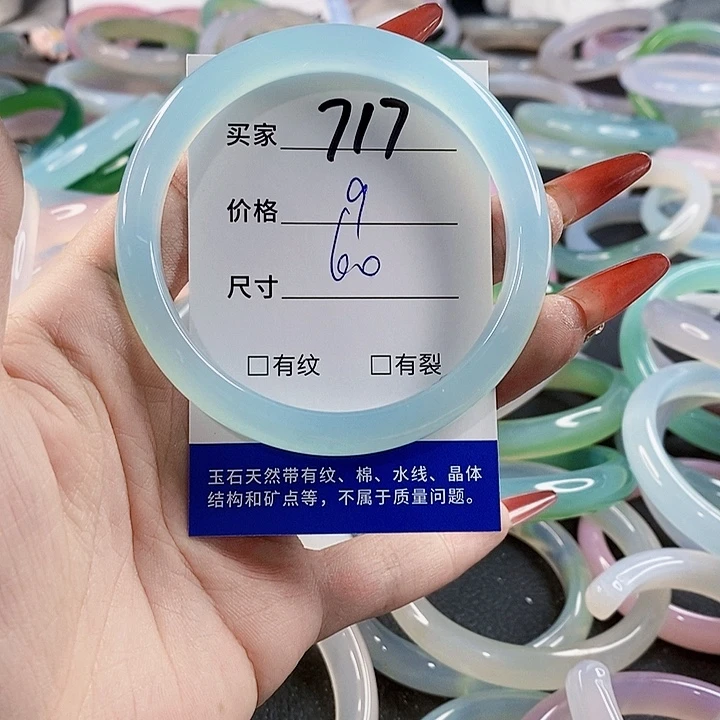 买家 717
价格 9
尺寸 60
□有纹 □有裂
玉石天然带有纹、棉、水线、晶体
结构和矿点等，不属于质量问题。